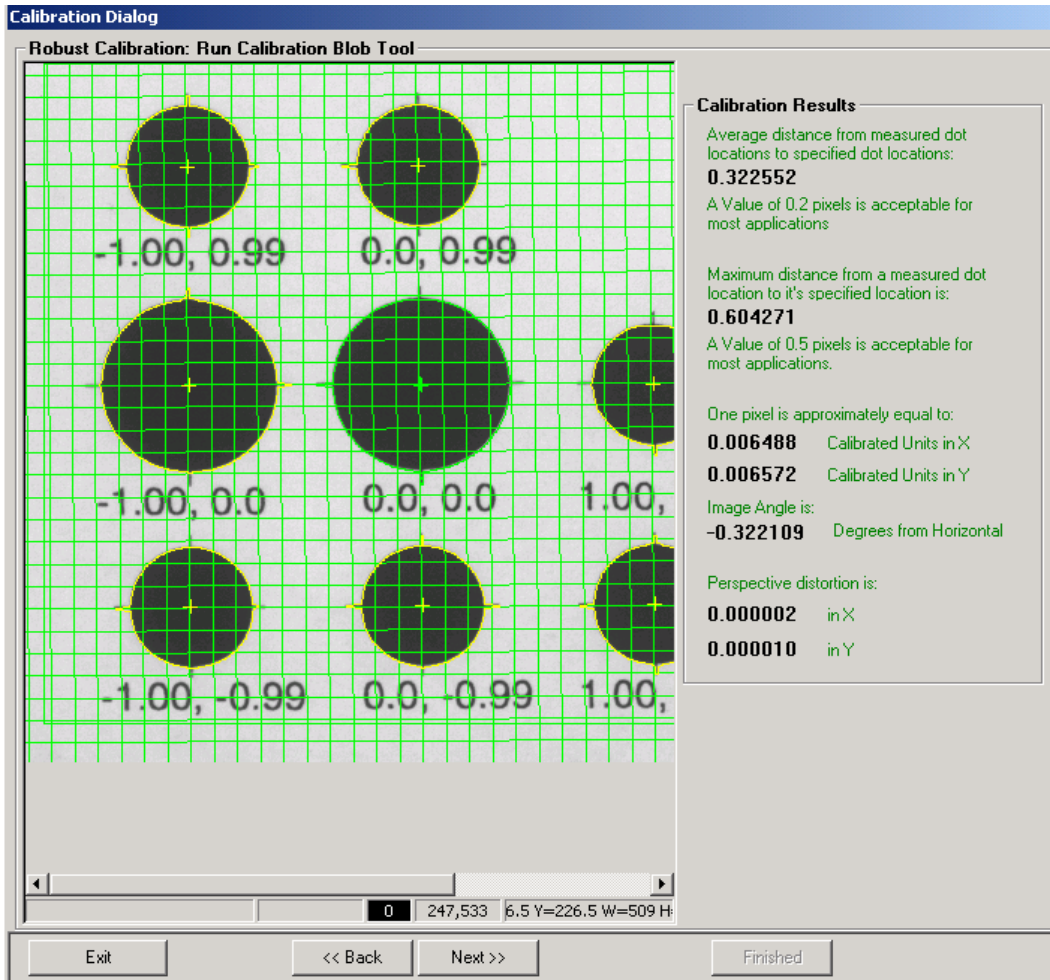 Calibration Dialog
Robust Calibration: Run Calibration Blob Tool
-1.00, 0.99
0.0, 0.99
-1.00, 0.0
0.0, 0.0
1.00,
-1.00, -0.99
0.0, -0.99
1.00,
Calibration Results
Average distance from measured dot
locations to specified dot locations:
0.322552
A Value of 0.2 pixels is acceptable for
most applications
Maximum distance from a measured dot
location to it's specified location is:
0.604271
A Value of 0.5 pixels is acceptable for
most applications.
One pixel is approximately equal to:
0.006488 Calibrated Units in X
0.006572 Calibrated Units in Y
Image Angle is:
-0.322109 Degrees from Horizontal
Perspective distortion is:
0.000002 in X
0.000010 in Y
0 247,533 6.5 Y=226.5 W=509 H
Exit << Back Next >> Finished